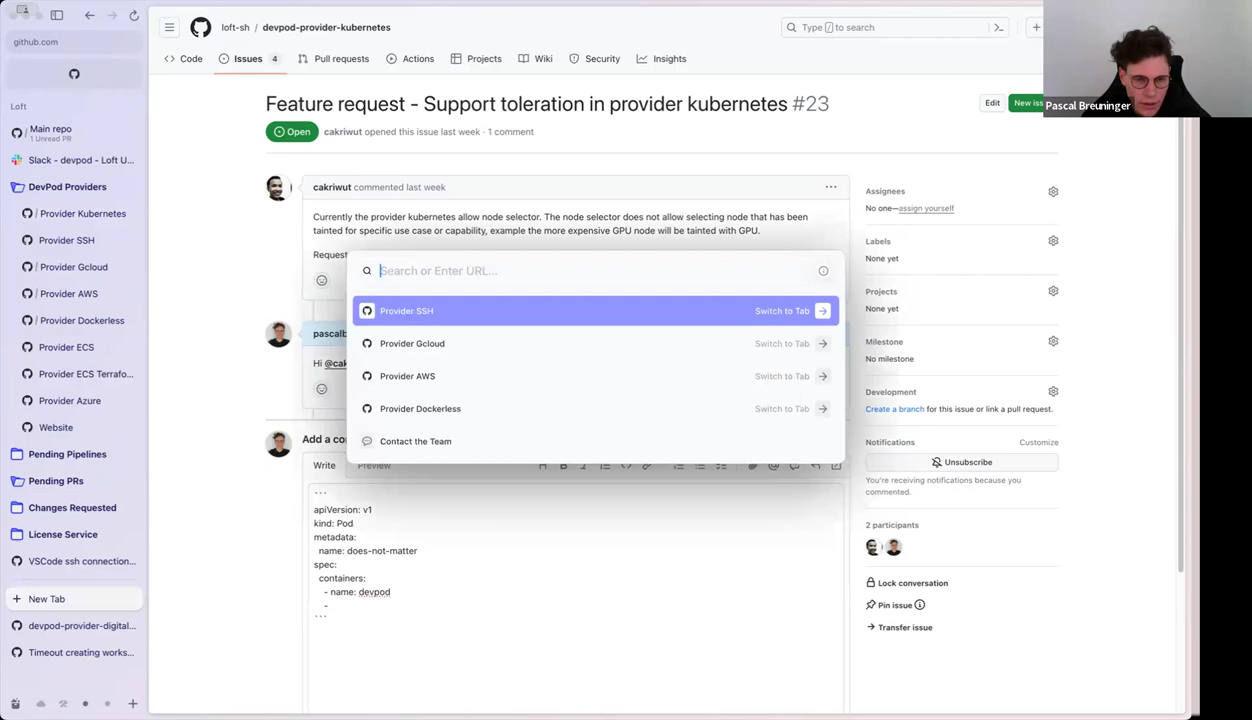 github.com
Loft
Main repo
1 Unread PR
Slack - devpod - Loft U...
DevPod Providers
/ Provider Kubernetes
Provider SSH
/ Provider Gcloud
/ Provider AWS
/ Provider Dockerless
Provider ECS
Provider ECS Terrafo...
Provider Azure
Website
Pending Pipelines
Pending PRs
Changes Requested
License Service
VSCode ssh connection...
New Tab
devpod-provider-digital...
Timeout creating works...
loft-sh / devpod-provider-kubernetes
Type / to search
Code
Issues 4
Pull requests
Actions
Projects
Wiki
Security
Insights
Feature request - Support toleration in provider kubernetes #23
Edit
New iss
Pascal Breuninger
Open
cakriwut opened this issue last week · 1 comment
cakriwut commented last week
Currently the provider kubernetes allow node selector. The node selector does not allow selecting node that has been
tainted for specific use case or capability, example the more expensive GPU node will be tainted with GPU.
Request
Search or Enter URL...
Provider SSH
Switch to Tab
Provider Gcloud
Switch to Tab
Provider AWS
Switch to Tab
Provider Dockerless
Switch to Tab
Contact the Team
pascalb
Hi @cak
Add a co
Write
Preview
```
apiVersion: v1
kind: Pod
metadata:
name: does-not-matter
spec:
containers:
- name: devpod
-
```
Assignees
No one—assign yourself
Labels
None yet
Projects
None yet
Milestone
No milestone
Development
Create a branch for this issue or link a pull request.
Notifications
Customize
Unsubscribe
You're receiving notifications because you
commented.
2 participants
Lock conversation
Pin issue
Transfer issue